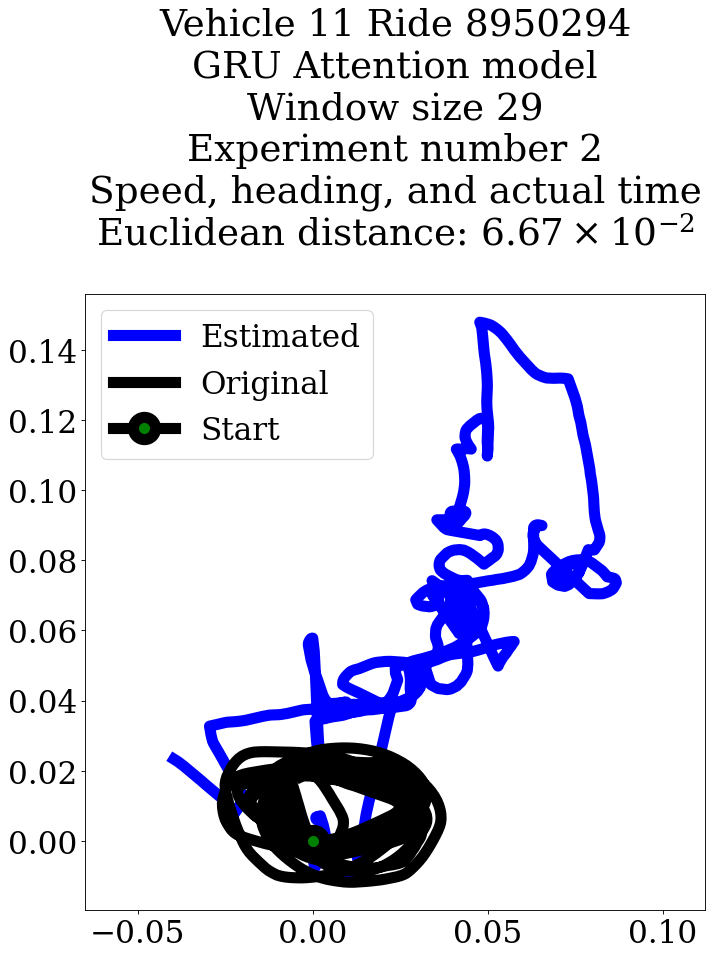 Vehicle 11 Ride 8950294
GRU Attention model
Window size 29
Experiment number 2
Speed, heading, and actual time
Euclidean distance: 6.67 × 10⁻²
Estimated
Original
Start
0.14
0.12
0.10
0.08
0.06
0.04
0.02
0.00
−0.05 0.00 0.05 0.10